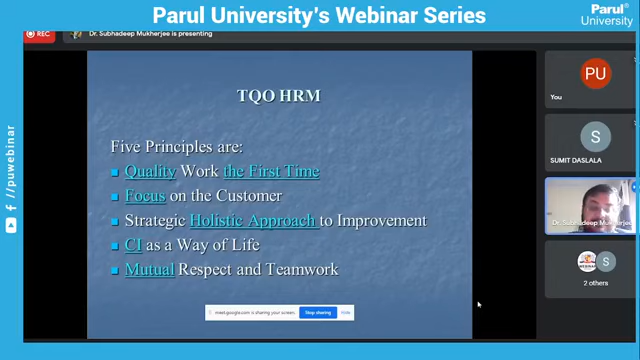 Parul University's Webinar Series
Parul®
University
REC
Dr. Subhadeep Mukherjee is presenting
TQO HRM
Five Principles are:
Quality Work the First Time
Focus on the Customer
Strategic Holistic Approach to Improvement
CI as a Way of Life
Mutual Respect and Teamwork
meet.google.com is sharing your screen.
Stop sharing
Hide
PU
You
S
SUMIT DASLALA
Dr. Subhadeep Mukherjee
S
2 others
/puwebinar